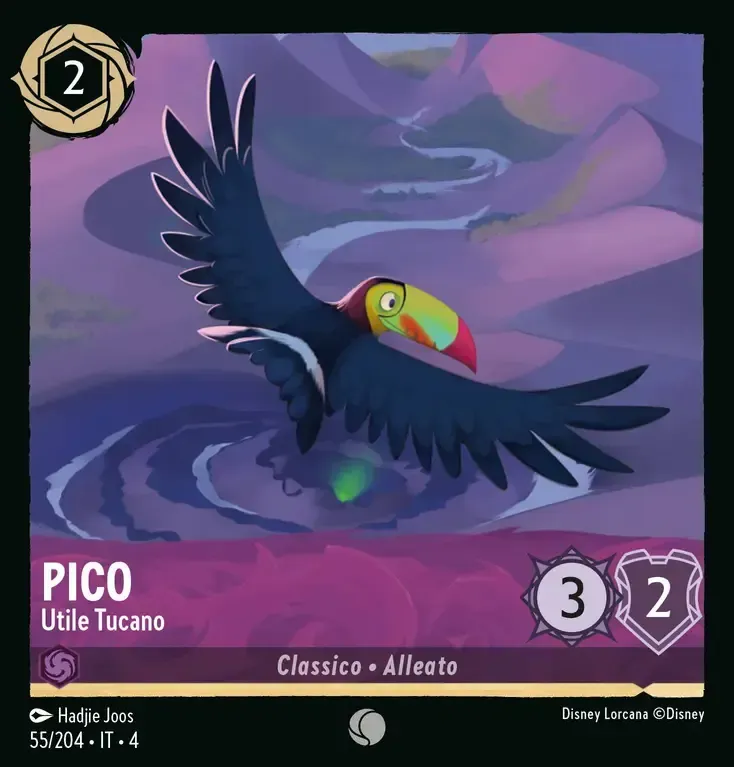 2
PICO
Utile Tucano
3
2
Classico • Alleato
Hadjie Joos
Disney Lorcana ©Disney
55/204 • IT • 4